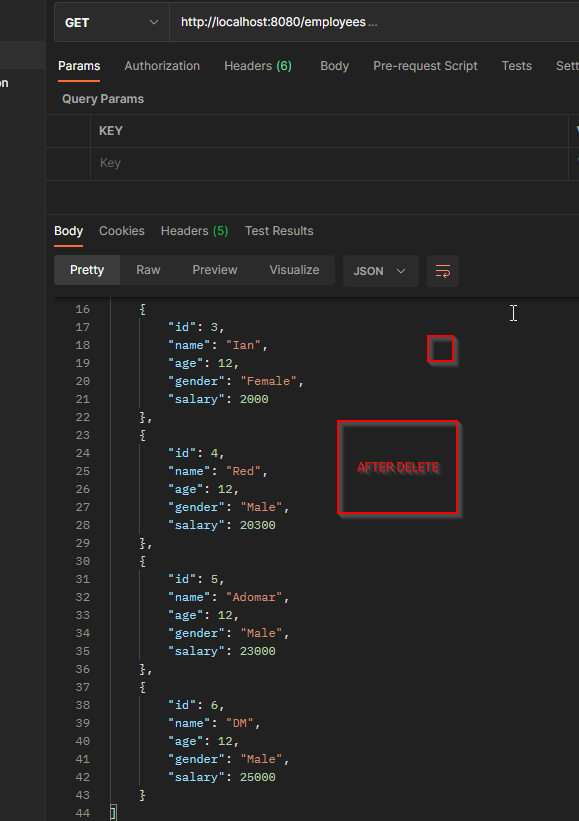 GET http://localhost:8080/employees...
on
Params Authorization Headers (6) Body Pre-request Script Tests Sett
Query Params
KEY
Key
Body Cookies Headers (5) Test Results
Pretty Raw Preview Visualize JSON
16 {
17 "id": 3,
18 "name": "Ian",
19 "age": 12,
20 "gender": "Female",
21 "salary": 2000
22 },
23 {
24 "id": 4,
25 "name": "Red",
26 "age": 12,
27 "gender": "Male",
28 "salary": 20300
29 },
30 {
31 "id": 5,
32 "name": "Adomar",
33 "age": 12,
34 "gender": "Male",
35 "salary": 23000
36 },
37 {
38 "id": 6,
39 "name": "DM",
40 "age": 12,
41 "gender": "Male",
42 "salary": 25000
43 }
44 ]
AFTER DELETE